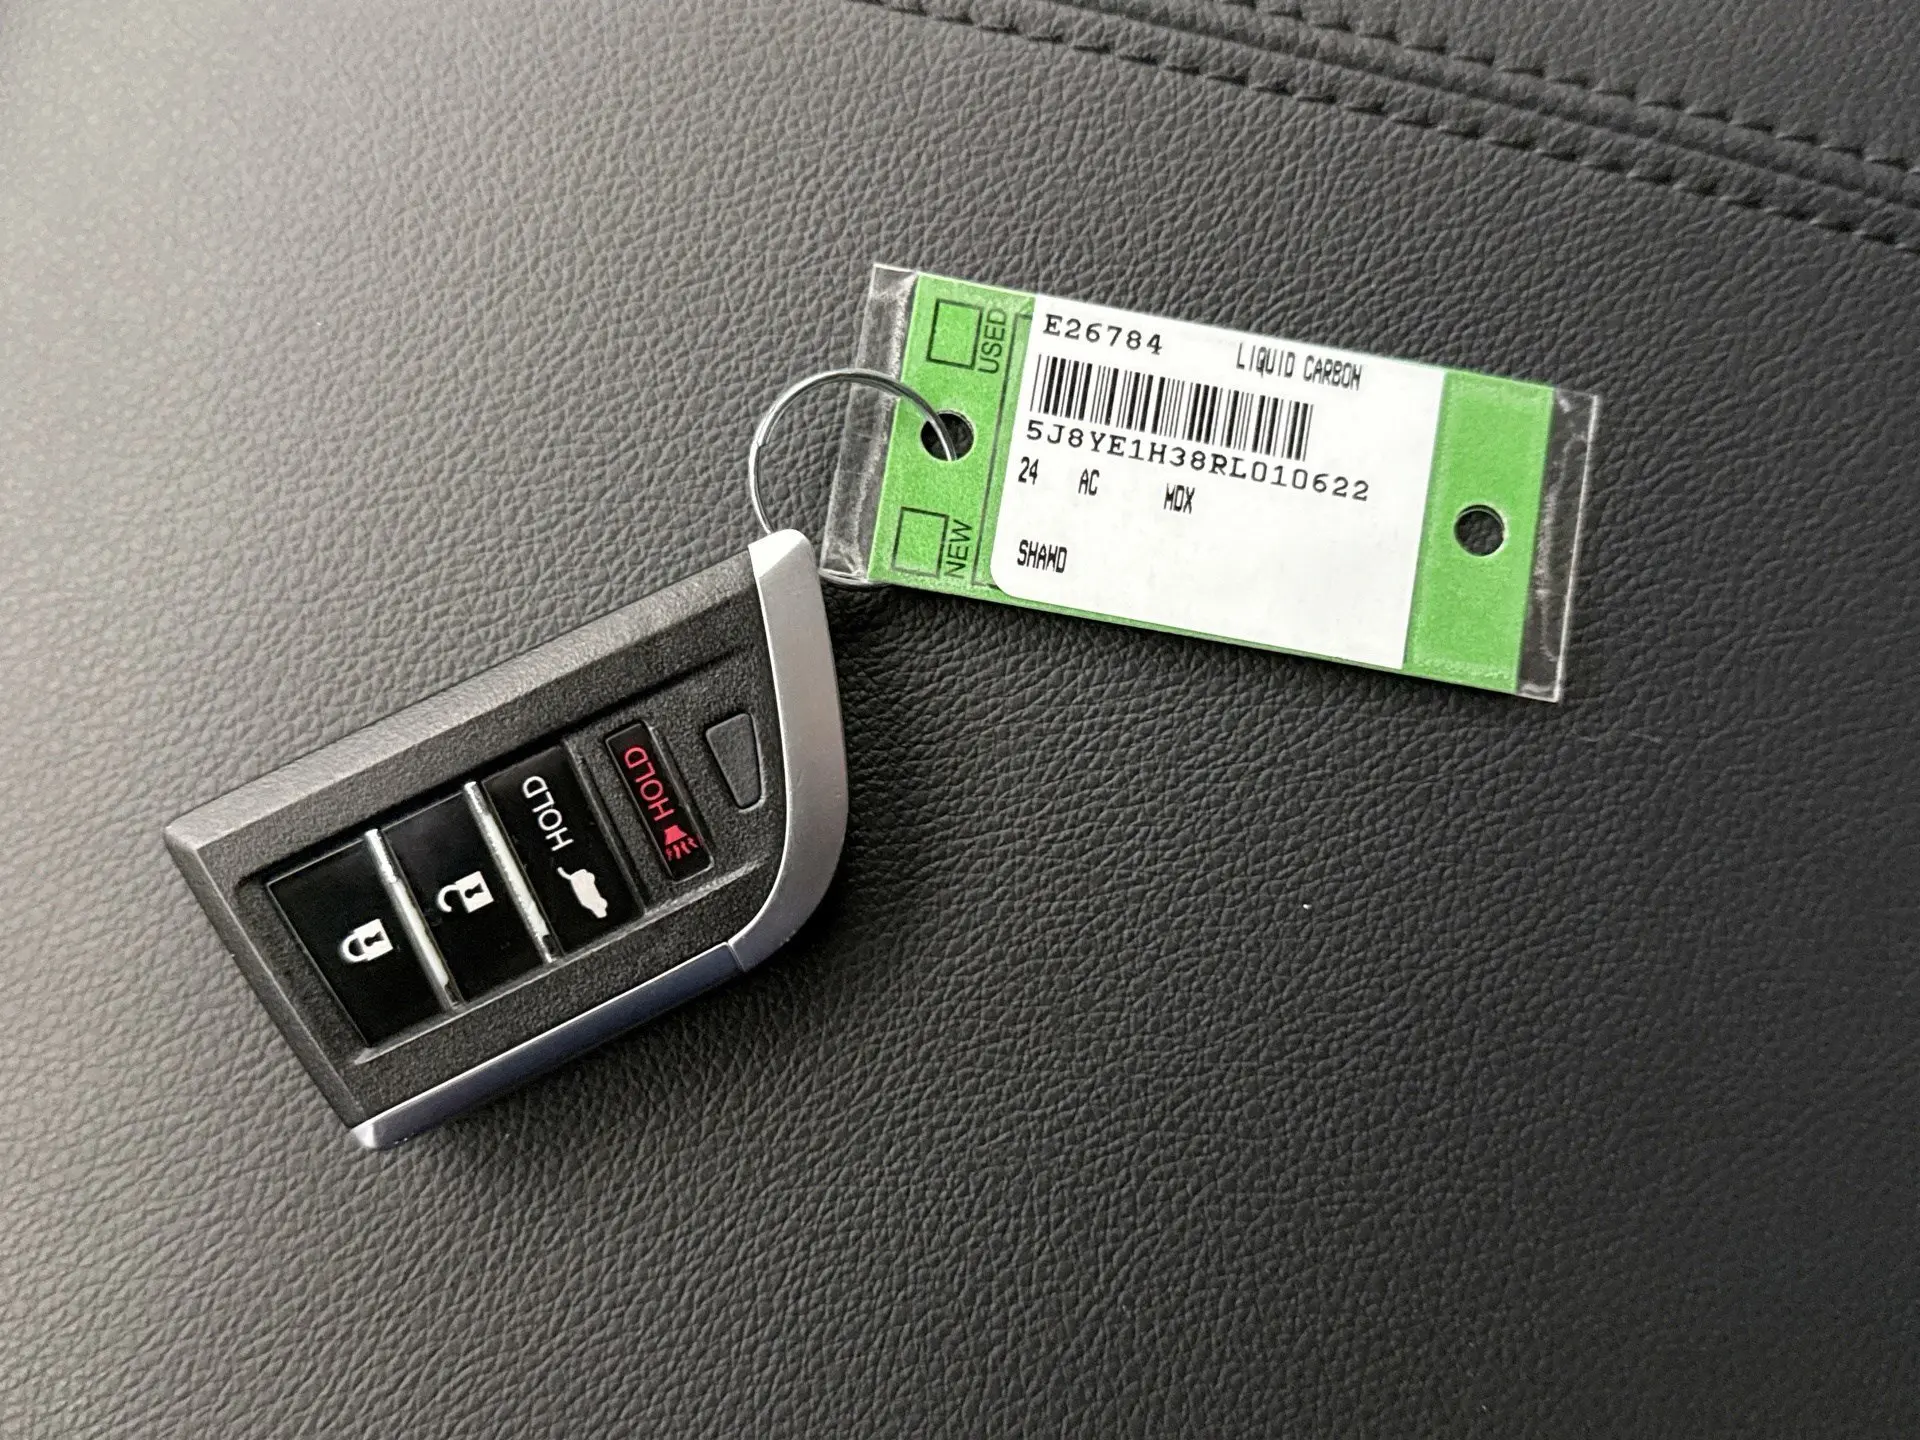 USED
NEW
E26784
LIQUID CARBON
5J8YE1H38RL010622
24 AC MDX
SHAWD
HOLD
HOLD